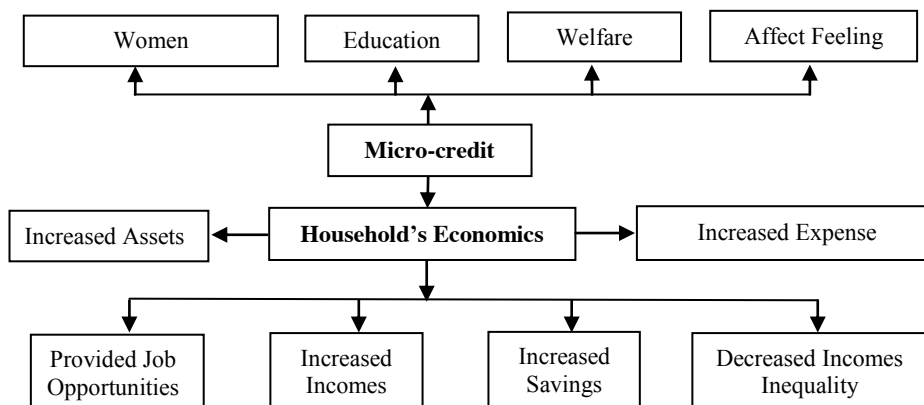 Women
Education
Welfare
Affect Feeling
Micro-credit
Increased Assets
Household's Economics
Increased Expense
Provided Job
Opportunities
Increased
Incomes
Increased
Savings
Decreased Incomes
Inequality